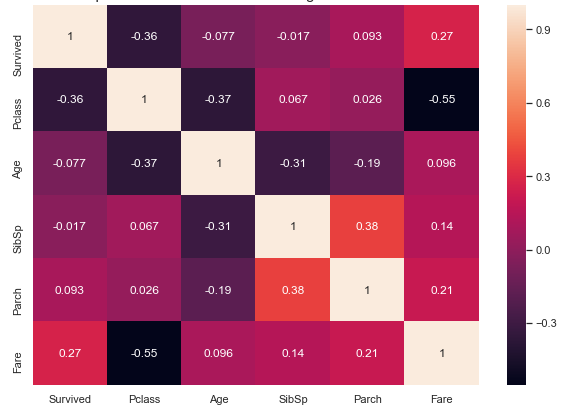 Survived 1 -0.36 -0.077 -0.017 0.093 0.27
Pclass -0.36 1 -0.37 0.067 0.026 -0.55
Age -0.077 -0.37 1 -0.31 -0.19 0.096
SibSp -0.017 0.067 -0.31 1 0.38 0.14
Parch 0.093 0.026 -0.19 0.38 1 0.21
Fare 0.27 -0.55 0.096 0.14 0.21 1
Survived Pclass Age SibSp Parch Fare
0.9
0.6
0.3
0.0
-0.3